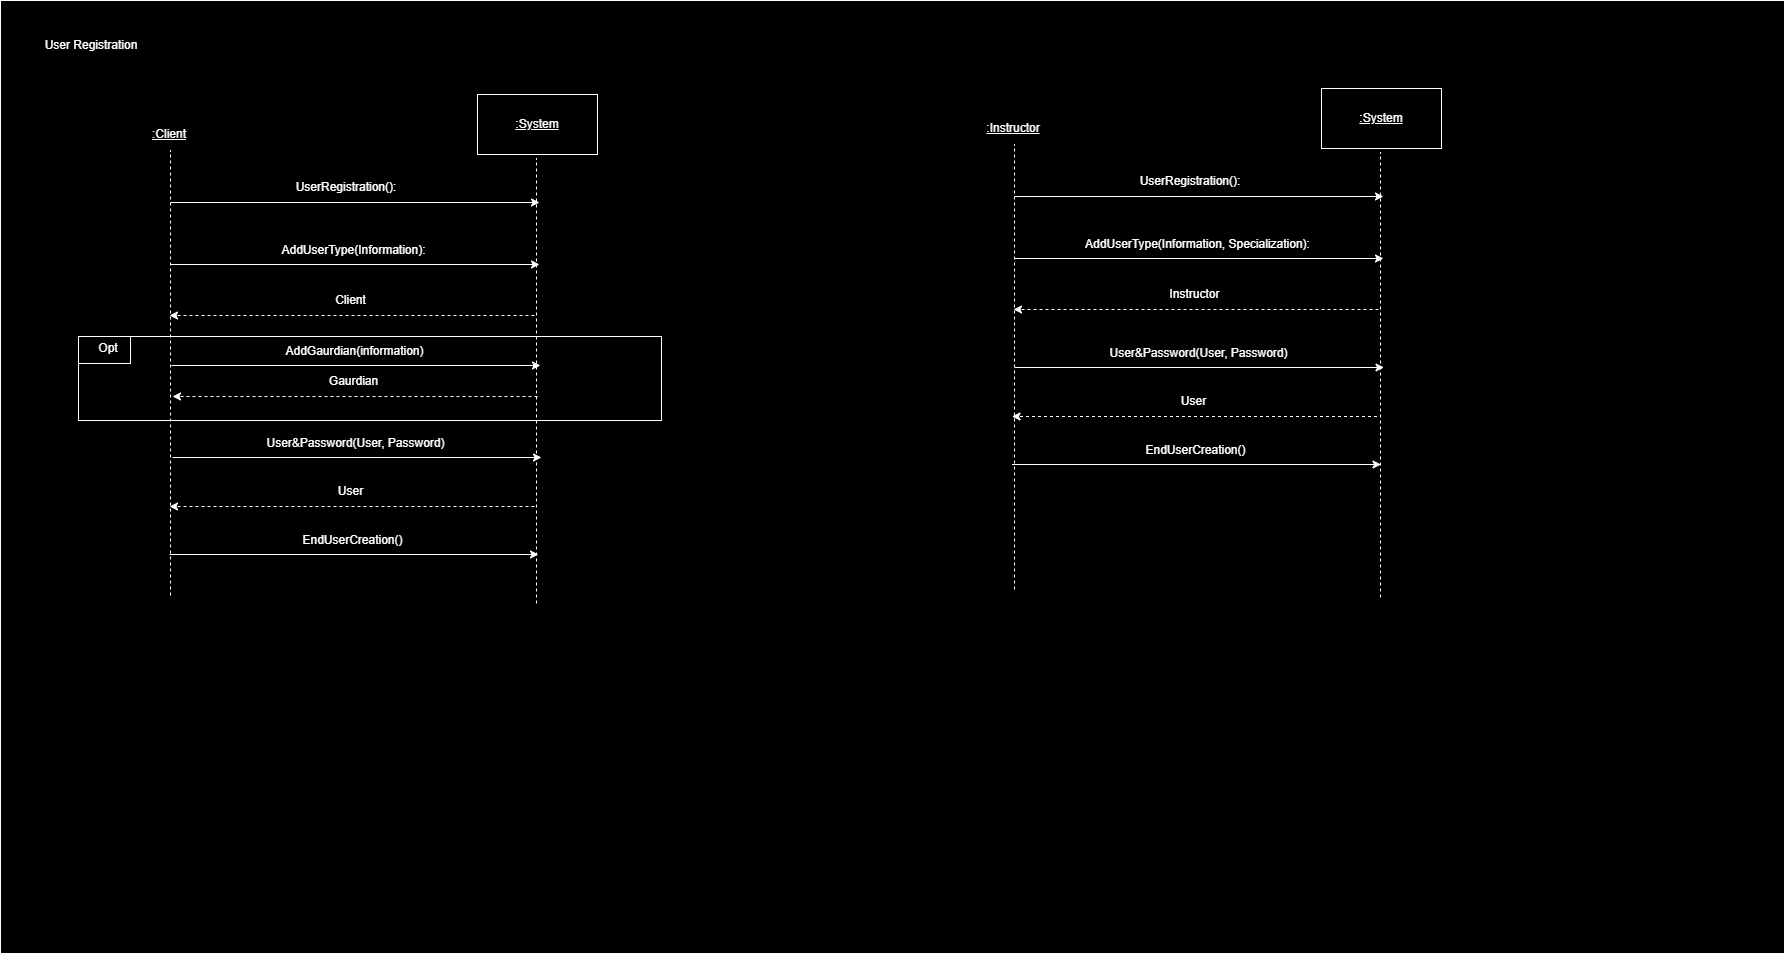 User Registration
:Client
:System
UserRegistration():
AddUserType(Information):
Client
Opt
AddGaurdian(information)
Gaurdian
User&Password(User, Password)
User
EndUserCreation()
:Instructor
:System
UserRegistration():
AddUserType(Information, Specialization):
Instructor
User&Password(User, Password)
User
EndUserCreation()